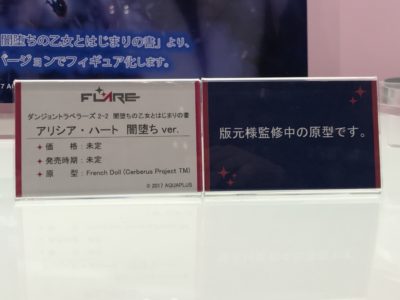 闇堕ちの乙女とはじまりの書」より、
バージョンでフィギュア化します。
FLARE
ダンジョントラベラーズ2-2 闇堕ちの乙女とはじまりの書
アリシア・ハート 闇堕ち ver.
価 格:未定
発売時期:未定
原 型:French Doll (Cerberus Project TM)
© 2017 AQUAPLUS
版元様監修中の原型です。